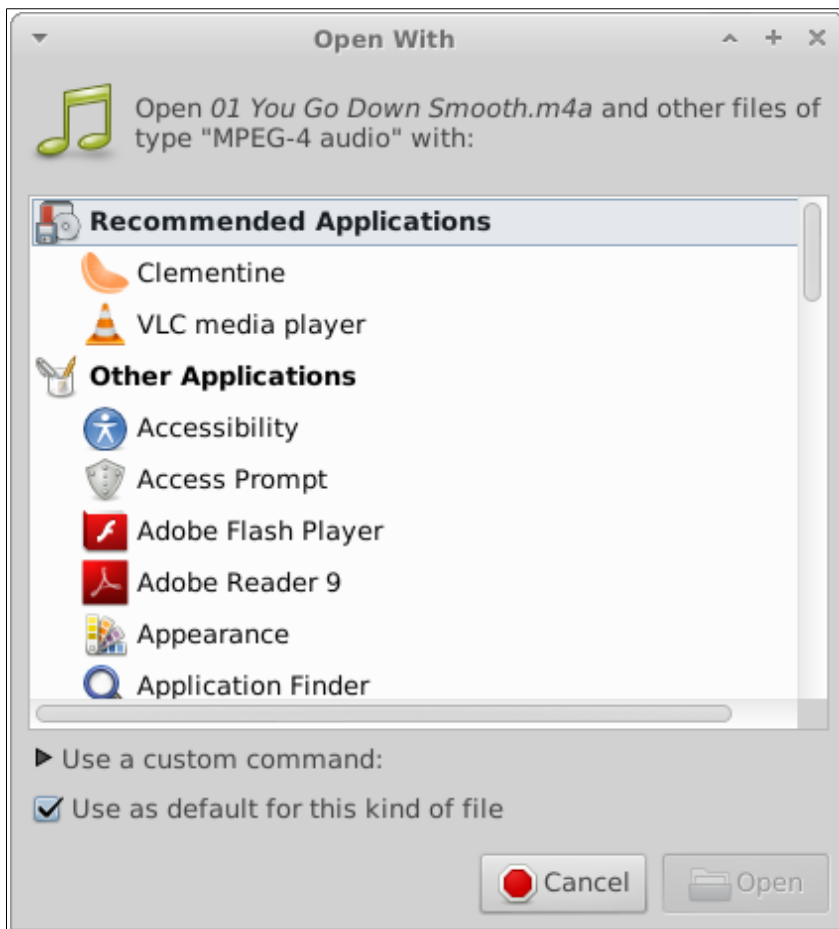 Open With
Open 01 You Go Down Smooth.m4a and other files of
type "MPEG-4 audio" with:
Recommended Applications
Clementine
VLC media player
Other Applications
Accessibility
Access Prompt
Adobe Flash Player
Adobe Reader 9
Appearance
Application Finder
Use a custom command:
Use as default for this kind of file
Cancel
Open